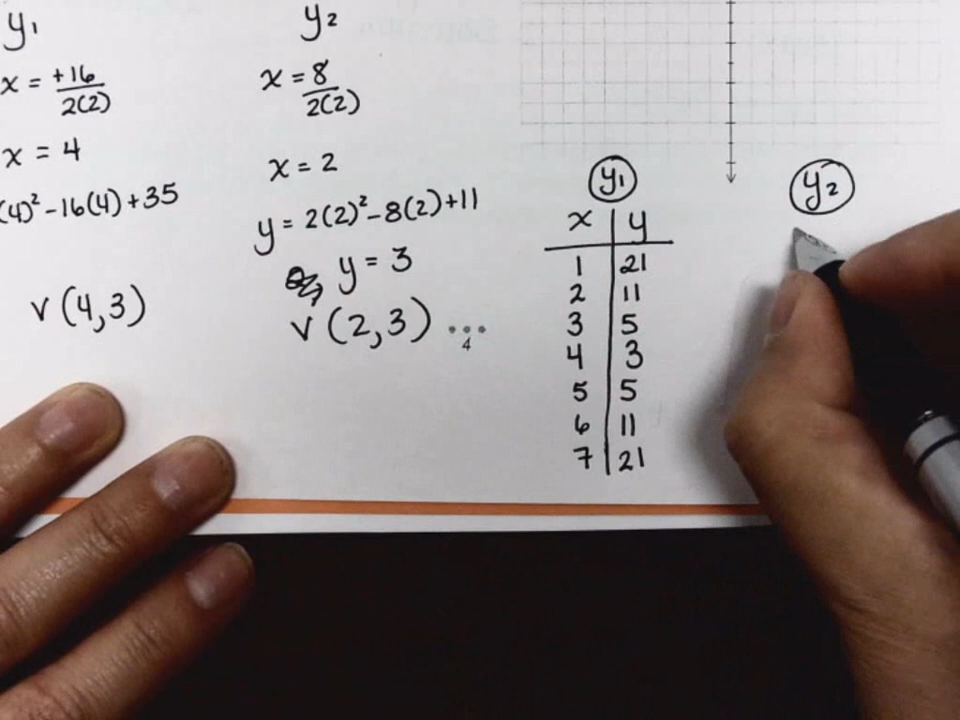 y₁
x = +16/2(2)
x = 4
(4)² - 16(4) + 35
v (4,3)
y₂
x = 8/2(2)
x = 2
y = 2(2)² - 8(2) + 11
y = 3
v (2,3)
4
y₁
x | y
1 | 21
2 | 11
3 | 5
4 | 3
5 | 5
6 | 11
7 | 21
y₂